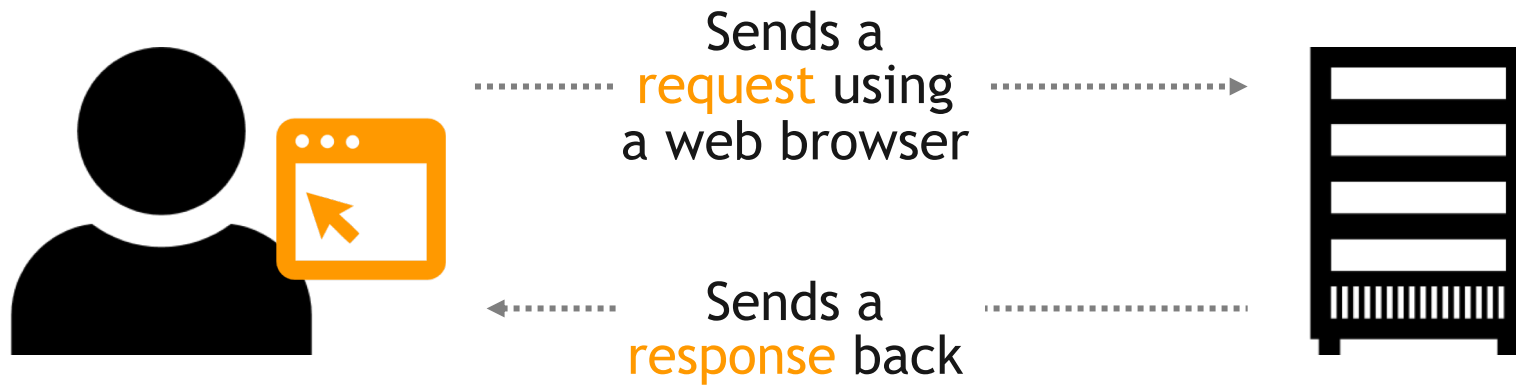 Sends a
request using
a web browser
Sends a
response back